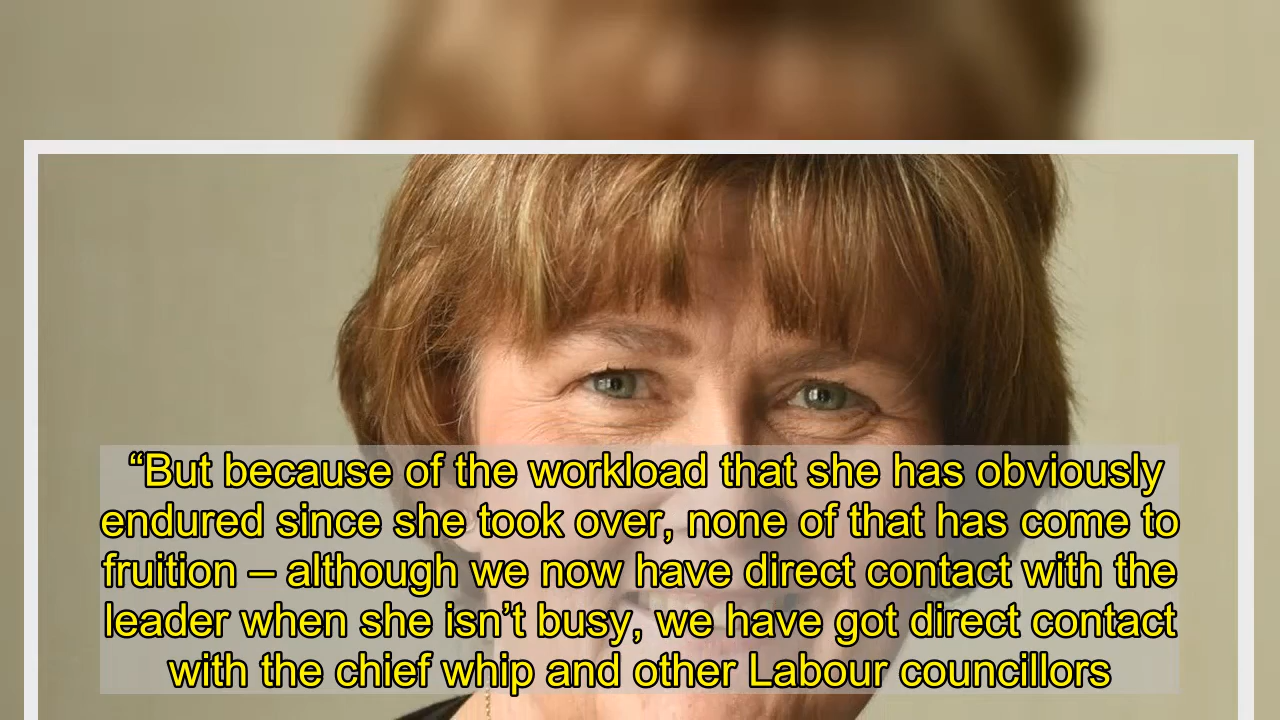 “But because of the workload that she has obviously
endured since she took over, none of that has come to
fruition – although we now have direct contact with the
leader when she isn’t busy, we have got direct contact
with the chief whip and other Labour councillors